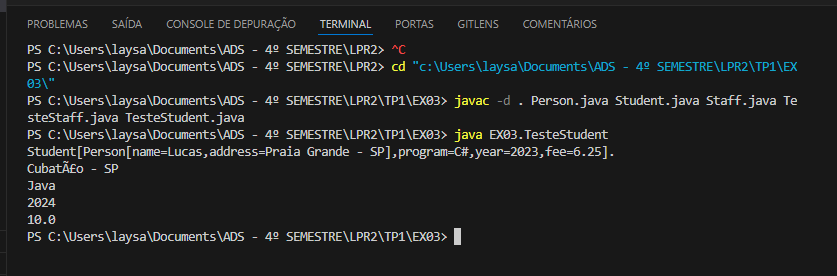 PROBLEMAS SAÍDA CONSOLE DE DEPURAÇÃO TERMINAL PORTAS GITLENS COMENTÁRIOS
PS C:\Users\laysa\Documents\ADS - 4º SEMESTRE\LPR2> ^C
PS C:\Users\laysa\Documents\ADS - 4º SEMESTRE\LPR2> cd "c:\Users\laysa\Documents\ADS - 4º SEMESTRE\LPR2\TP1\EX
03\"
PS C:\Users\laysa\Documents\ADS - 4º SEMESTRE\LPR2\TP1\EX03> javac -d . Person.java Student.java Staff.java Te
steStaff.java TesteStudent.java
PS C:\Users\laysa\Documents\ADS - 4º SEMESTRE\LPR2\TP1\EX03> java EX03.TesteStudent
Student[Person[name=Lucas,address=Praia Grande - SP],program=C#,year=2023,fee=6.25].
CubatÃ£o - SP
Java
2024
10.0
PS C:\Users\laysa\Documents\ADS - 4º SEMESTRE\LPR2\TP1\EX03>